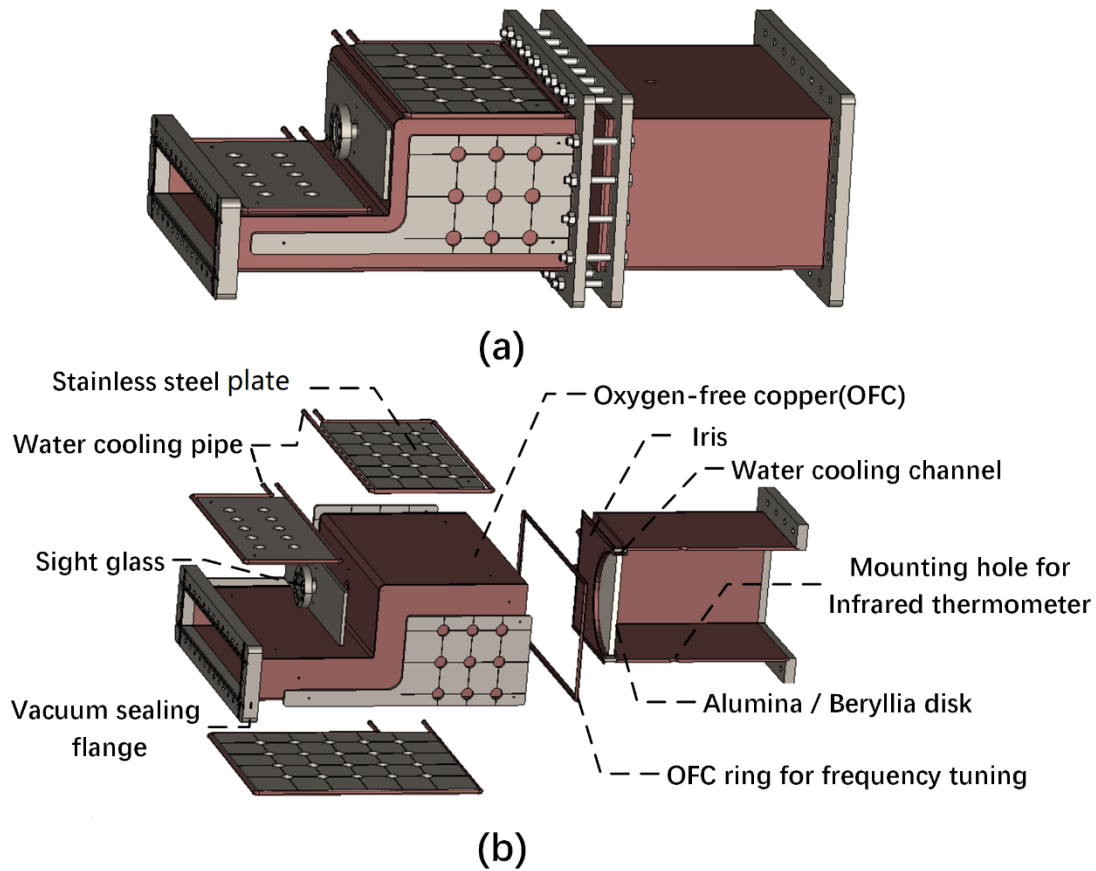 (a)
Stainless steel plate
Oxygen-free copper(OFC)
Iris
Water cooling pipe
Water cooling channel
Sight glass
Mounting hole for
Infrared thermometer
Alumina / Beryllia disk
Vacuum sealing
flange
OFC ring for frequency tuning
(b)